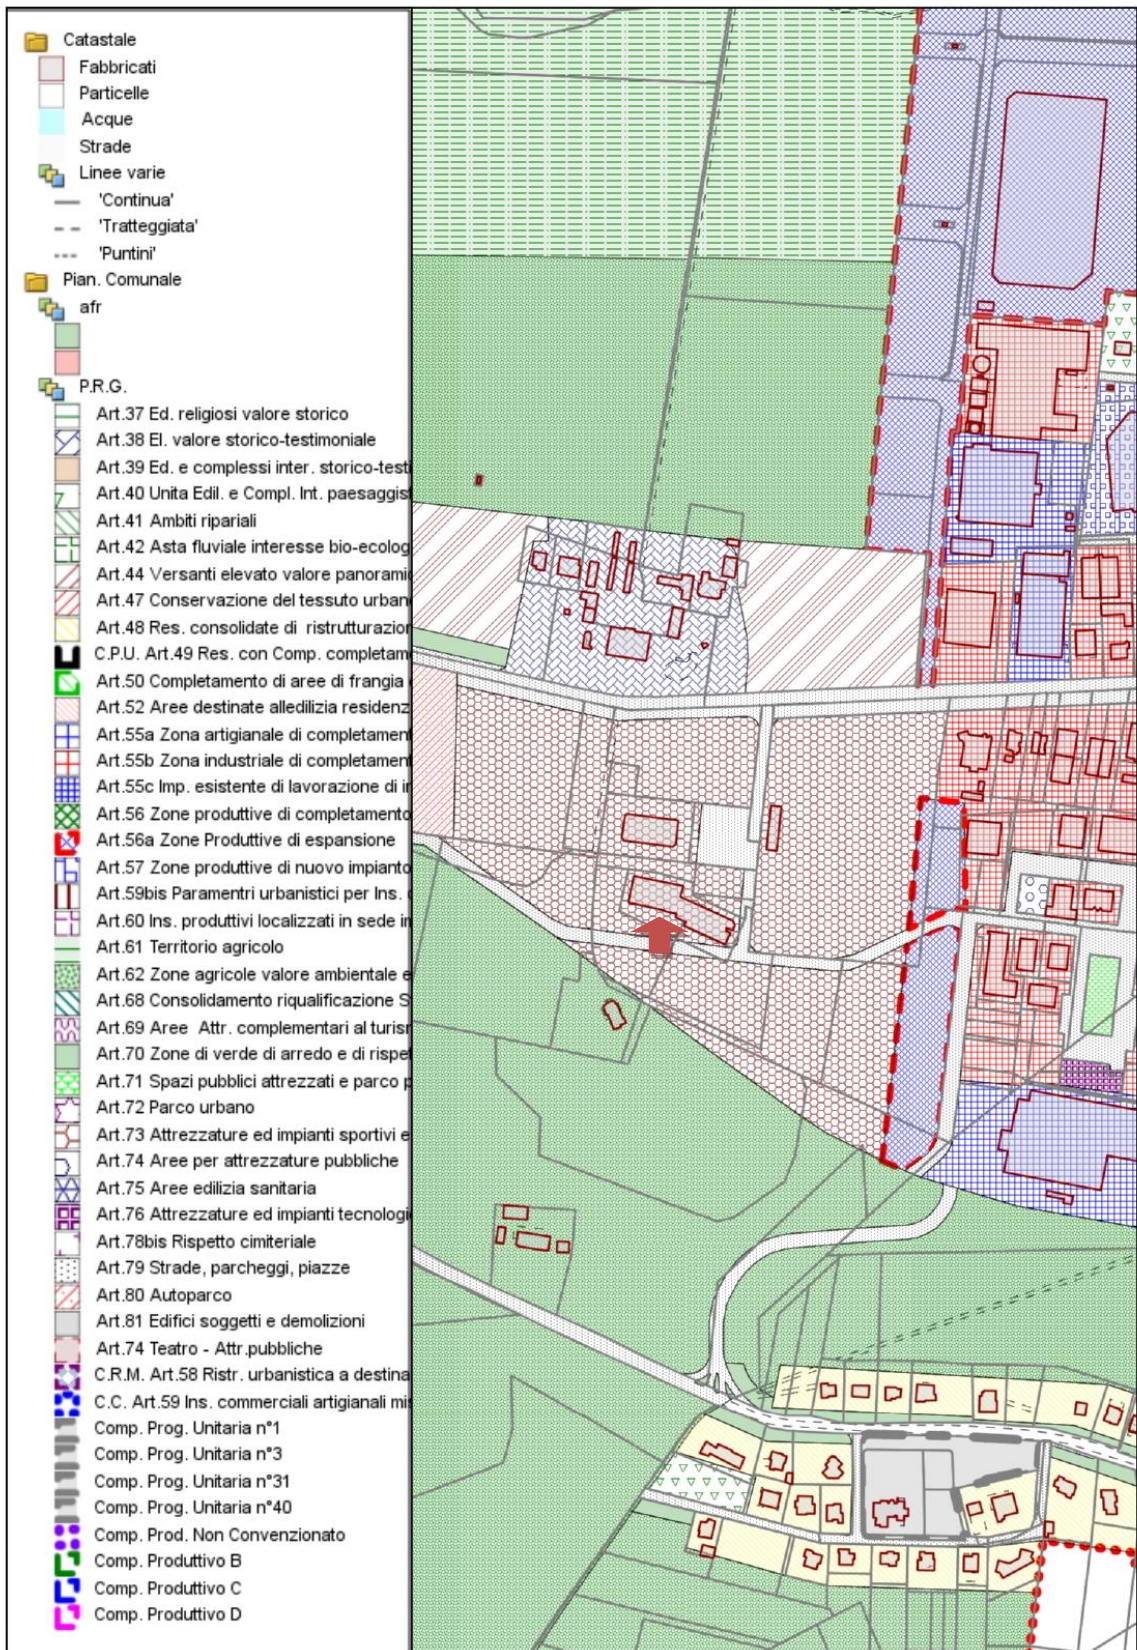 Catastale
Fabbricati
Particelle
Acque
Strade
Linee varie
'Continua'
'Tratteggiata'
'Puntini'
Pian. Comunale
afr
P.R.G.
Art.37 Ed. religiosi valore storico
Art.38 El. valore storico-testimoniale
Art.39 Ed. e complessi inter. storico-testi
Art.40 Unita Edil. e Compl. Int. paesaggist
Art.41 Ambiti ripariali
Art.42 Asta fluviale interesse bio-ecolog
Art.44 Versanti elevato valore panorami
Art.47 Conservazione del tessuto urban
Art.48 Res. consolidate di ristrutturazion
C.P.U. Art.49 Res. con Comp. completam
Art.50 Completamento di aree di frangia
Art.52 Aree destinate alledilizia residenz
Art.55a Zona artigianale di completament
Art.55b Zona industriale di completament
Art.55c Imp. esistente di lavorazione di in
Art.56 Zone produttive di completamento
Art.56a Zone Produttive di espansione
Art.57 Zone produttive di nuovo impianto
Art.59bis Paramentri urbanistici per Ins.
Art.60 Ins. produttivi localizzati in sede im
Art.61 Territorio agricolo
Art.62 Zone agricole valore ambientale e
Art.68 Consolidamento riqualificazione S
Art.69 Aree Attr. complementari al turism
Art.70 Zone di verde di arredo e di rispet
Art.71 Spazi pubblici attrezzati e parco p
Art.72 Parco urbano
Art.73 Attrezzature ed impianti sportivi e
Art.74 Aree per attrezzature pubbliche
Art.75 Aree edilizia sanitaria
Art.76 Attrezzature ed impianti tecnologi
Art.78bis Rispetto cimiteriale
Art.79 Strade, parcheggi, piazze
Art.80 Autoparco
Art.81 Edifici soggetti e demolizioni
Art.74 Teatro - Attr.pubbliche
C.R.M. Art.58 Ristr. urbanistica a destina
C.C. Art.59 Ins. commerciali artigianali mis
Comp. Prog. Unitaria n°1
Comp. Prog. Unitaria n°3
Comp. Prog. Unitaria n°31
Comp. Prog. Unitaria n°40
Comp. Prod. Non Convenzionato
Comp. Produttivo B
Comp. Produttivo C
Comp. Produttivo D